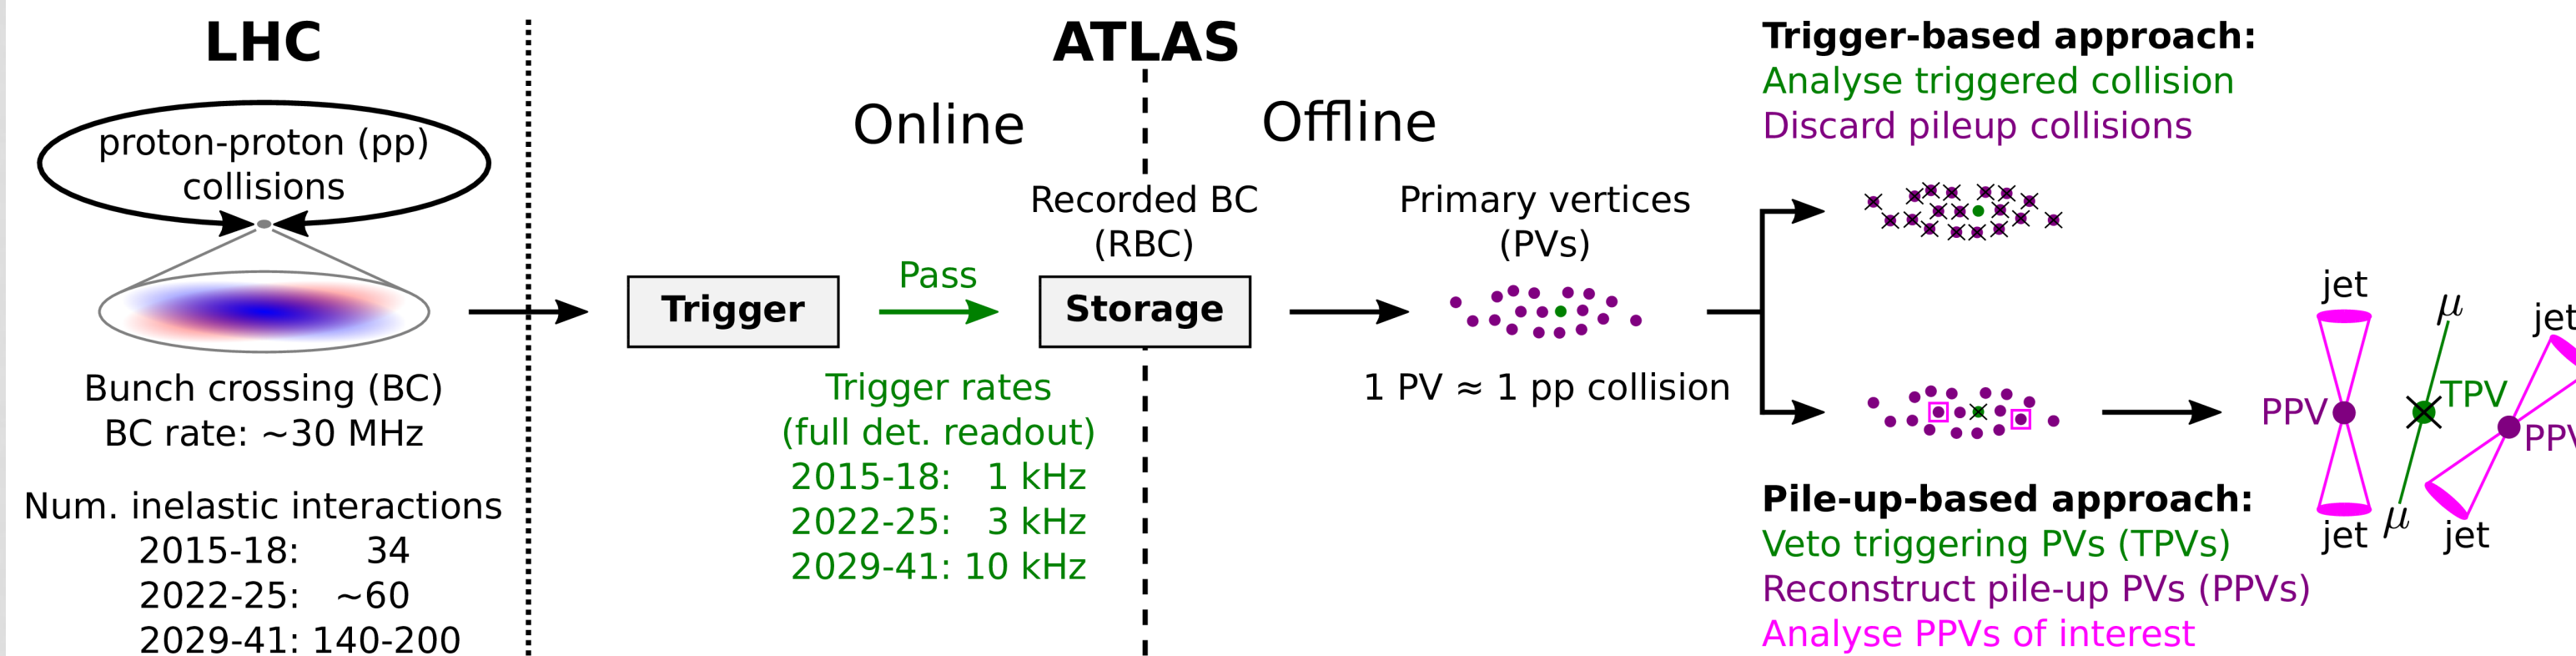 LHC
proton-proton (pp)
collisions
Bunch crossing (BC)
BC rate: ~30 MHz
Num. inelastic interactions
2015-18: 34
2022-25: ~60
2029-41: 140-200
ATLAS
Online
Offline
Trigger
Pass
Trigger rates
(full det. readout)
2015-18: 1 kHz
2022-25: 3 kHz
2029-41: 10 kHz
Recorded BC
(RBC)
Storage
Primary vertices
(PVs)
1 PV ≈ 1 pp collision
Trigger-based approach:
Analyse triggered collision
Discard pileup collisions
Pile-up-based approach:
Veto triggering PVs (TPVs)
Reconstruct pile-up PVs (PPVs)
Analyse PPVs of interest
jet
μ
jet
PPV
TPV
PPV
jet
μ
jet